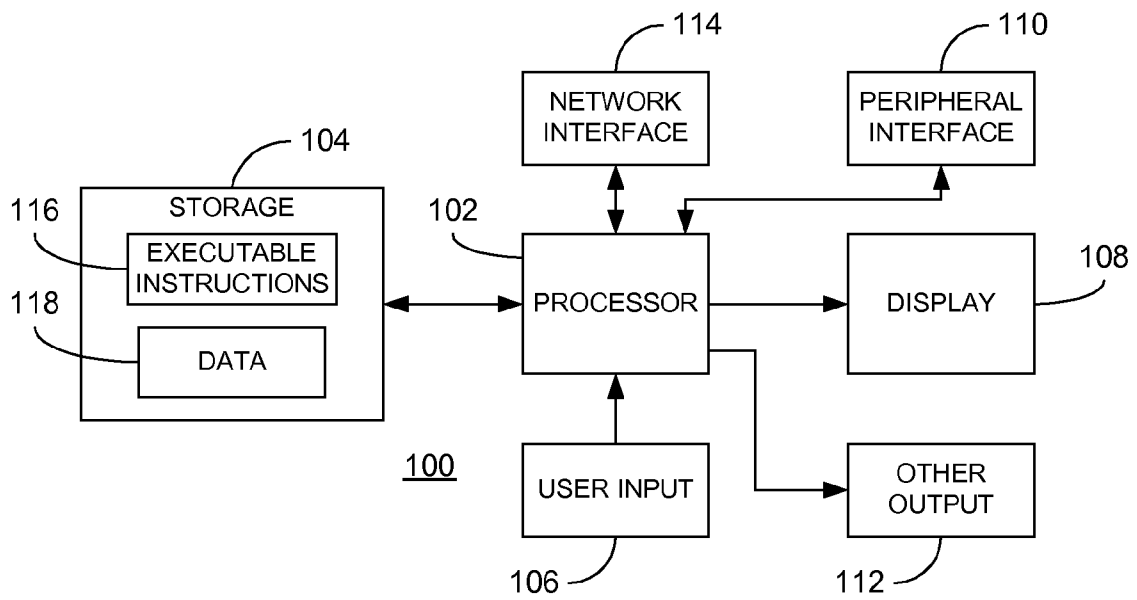 114
110
NETWORK
INTERFACE
PERIPHERAL
INTERFACE
104
STORAGE
116
EXECUTABLE
INSTRUCTIONS
118
DATA
102
PROCESSOR
DISPLAY
108
100
USER INPUT
OTHER
OUTPUT
106
112